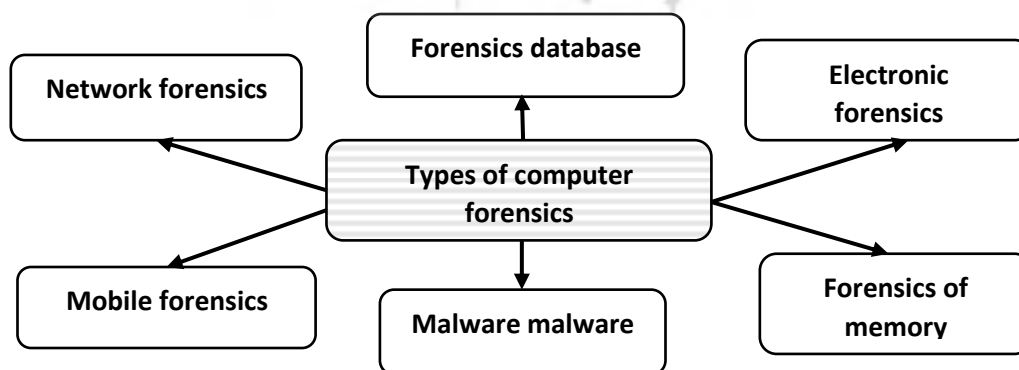 Forensics database
Network forensics
Electronic
forensics
Types of computer
forensics
Mobile forensics
Malware malware
Forensics of
memory